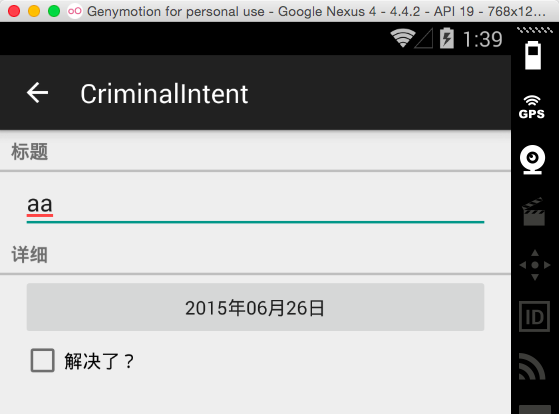 Genymotion for personal use - Google Nexus 4 - 4.4.2 - API 19 - 768x12...
1:39
CriminalIntent
GPS
标题
aa
详细
2015年06月26日
ID
解决了？